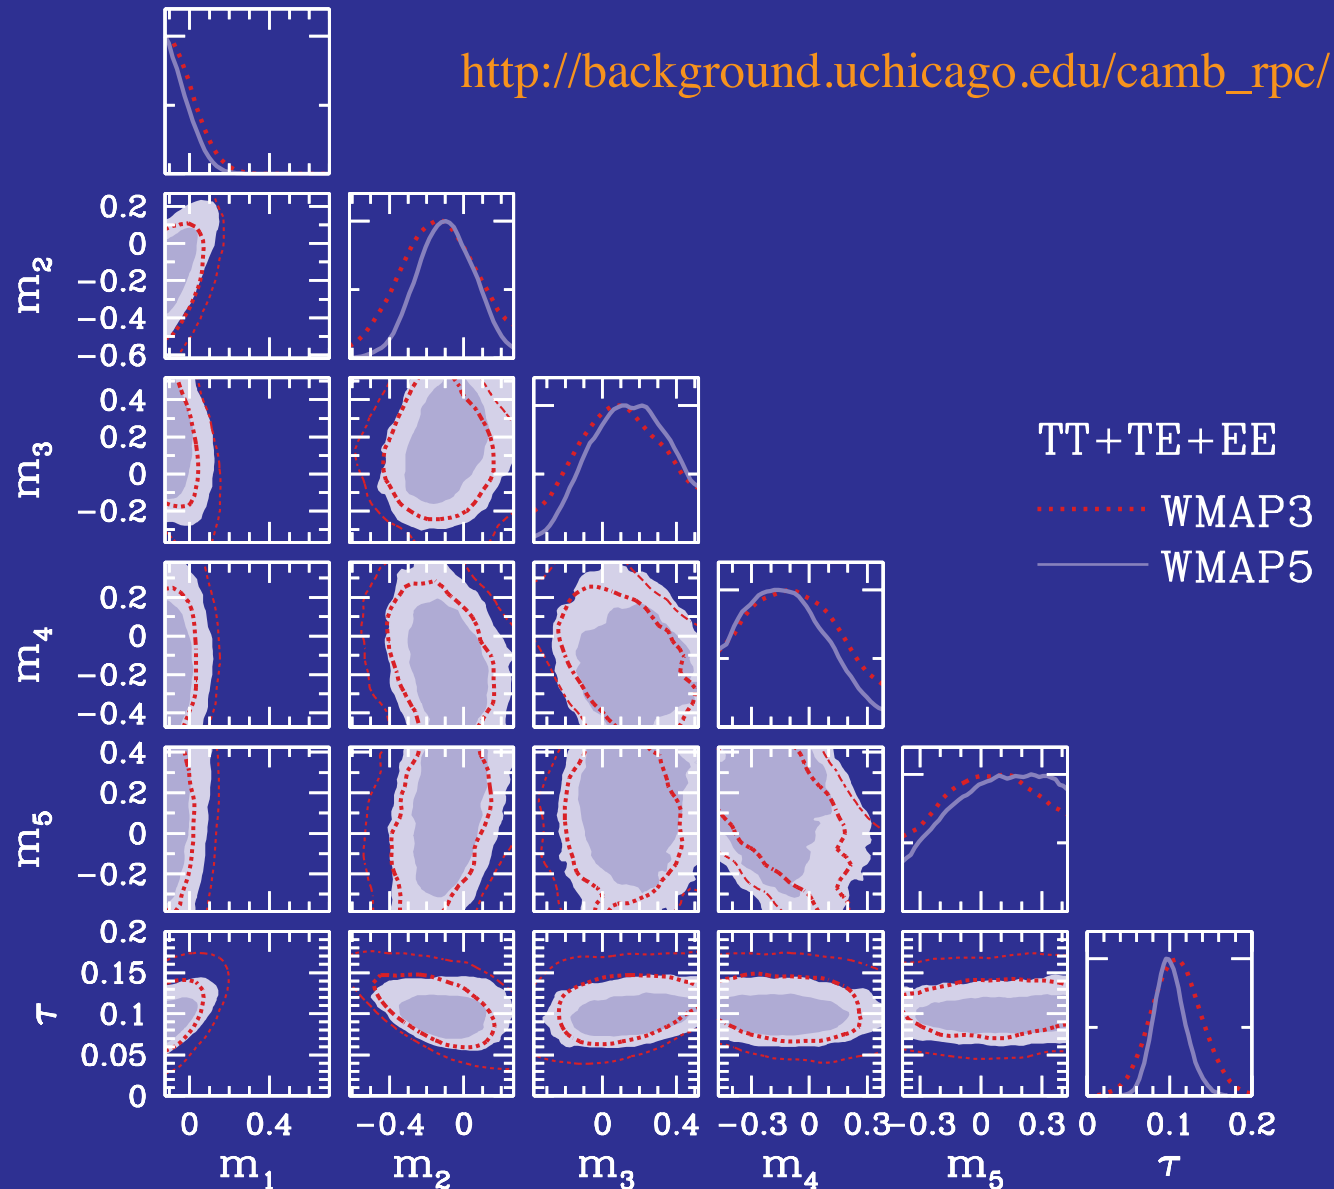 http://background.uchicago.edu/camb_rpc/
0.2
0
−0.2
−0.4
−0.6
m2
0.4
0.2
0
−0.2
m3
TT+TE+EE
WMAP3
WMAP5
0.2
0
−0.2
−0.4
m4
0.4
0.2
0
−0.2
m5
0.2
0.15
0.1
0.05
0
τ
0 0.4 −0.4 0 0 0.4 −0.3 0 0.3 −0.3 0 0.3 0 0.1 0.2
m1 m2 m3 m4 m5 τ